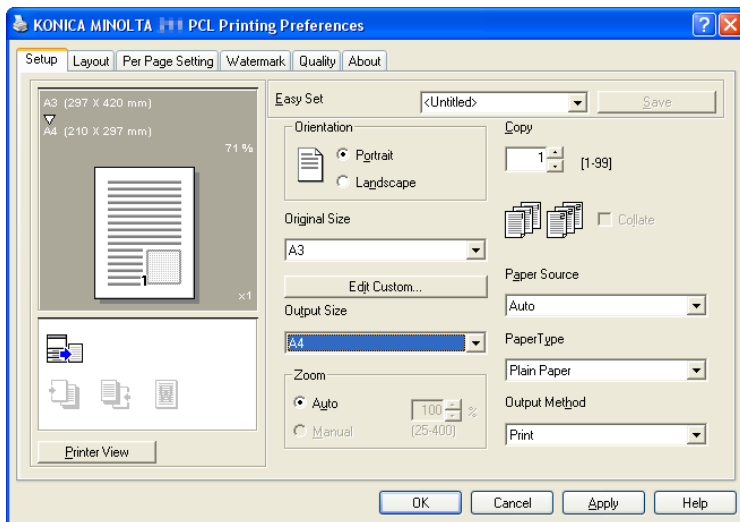 KONICA MINOLTA PCL Printing Preferences
Setup Layout Per Page Setting Watermark Quality About
A3 (297 X 420 mm)
A4 (210 X 297 mm)
71 %
1
x1
Printer View
Easy Set <Untitled> Save
Orientation
Portrait
Landscape
Original Size
A3
Edit Custom...
Output Size
A4
Zoom
Auto
100 %
Manual (25-400)
Copy
1 [1-99]
Collate
Paper Source
Auto
PaperType
Plain Paper
Output Method
Print
OK Cancel Apply Help